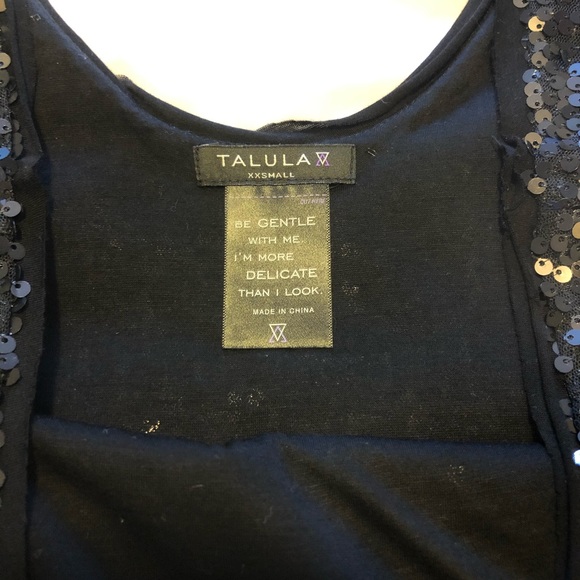 TALULA
XXSMALL
BE GENTLE
WITH ME.
I'M MORE
DELICATE
THAN I LOOK.
MADE IN CHINA